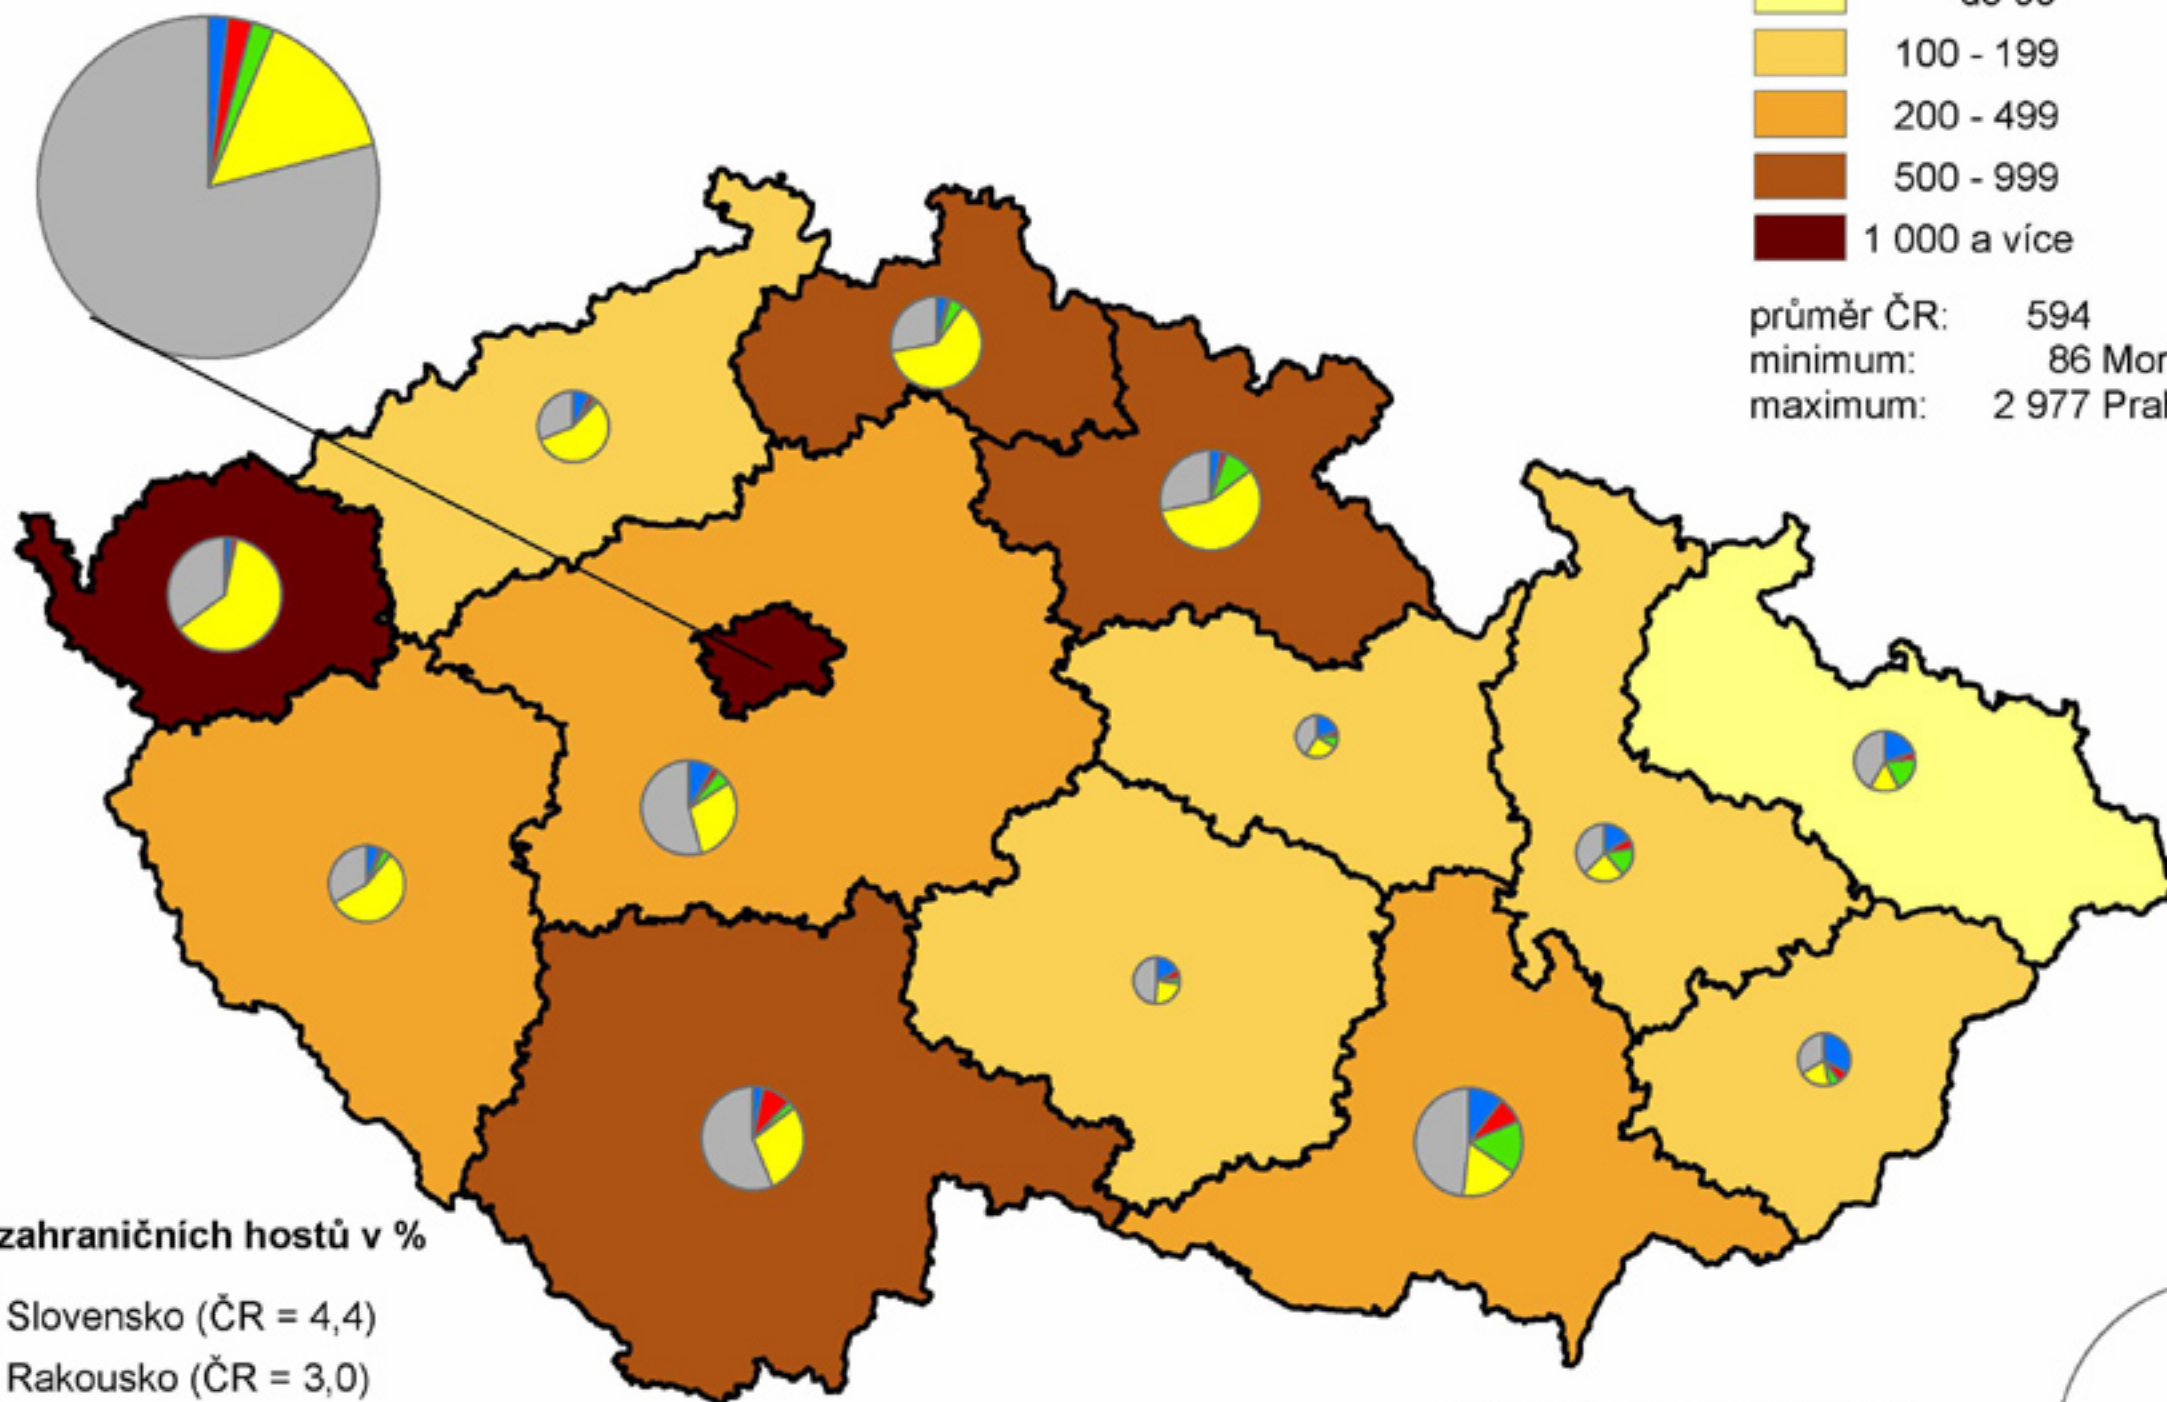 100 - 199
200 - 499
500 - 999
1 000 a více
průměr ČR: 594
minimum: 86
maximum: 2 977
zahraničních hostů v %
Slovensko (ČR = 4,4)
Rakousko (ČR = 3,0)